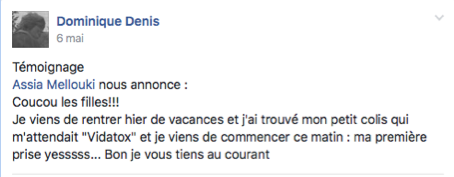 Dominique Denis
6 mai
Témoignage
Assia Mellouki nous annonce :
Coucou les filles!!!
Je viens de rentrer hier de vacances et j'ai trouvé mon petit colis qui
m'attendait "Vidatox" et je viens de commencer ce matin : ma première
prise yesssss... Bon je vous tiens au courant